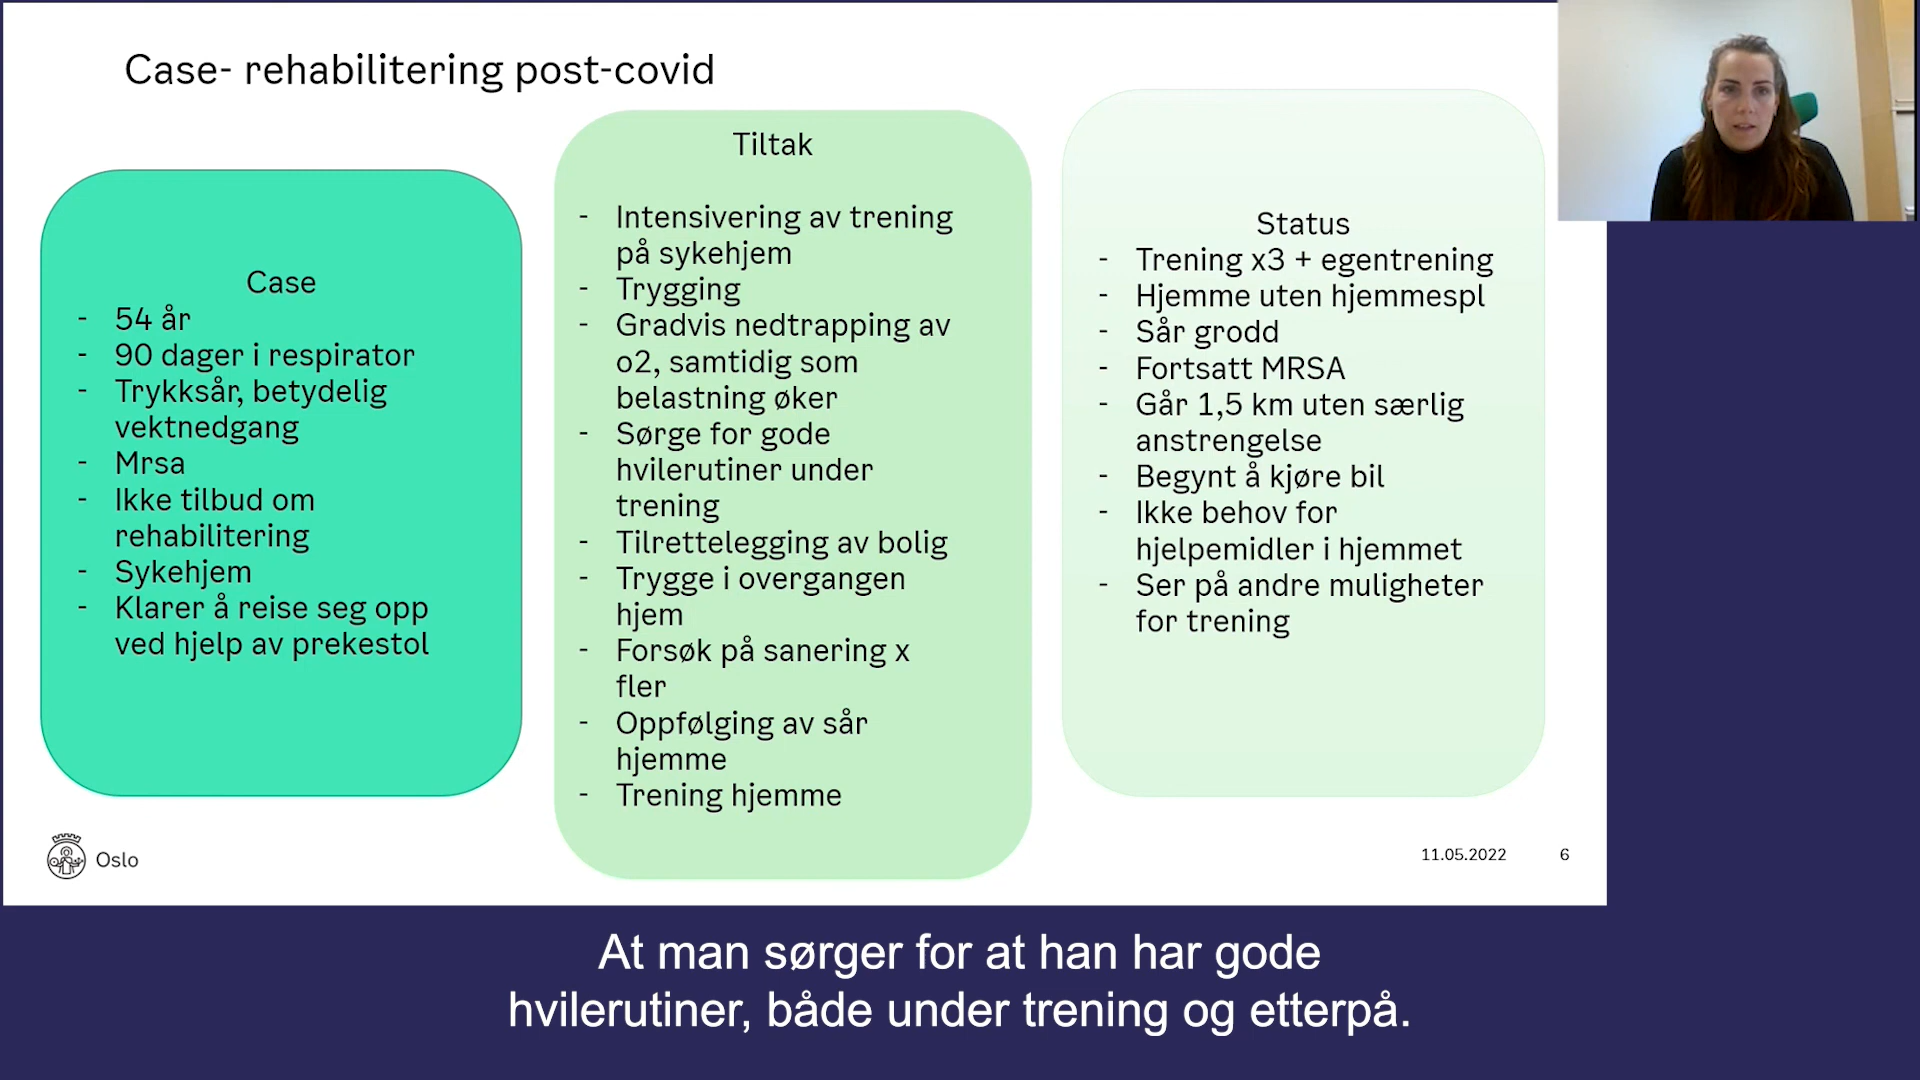 Case- rehabilitering post-covid
Case
- 54 år
- 90 dager i respirator
- Trykksår, betydelig
vektnedgang
- Mrsa
- Ikke tilbud om
rehabilitering
- Sykehjem
- Klarer å reise seg opp
ved hjelp av prekestol
Tiltak
- Intensivering av trening
på sykehjem
- Trygging
- Gradvis nedtrapping av
o2, samtidig som
belastning øker
- Sørge for gode
hvilerutiner under
trening
- Tilrettelegging av bolig
- Trygge i overgangen
hjem
- Forsøk på sanering x
fler
- Oppfølging av sår
hjemme
- Trening hjemme
Status
- Trening x3 + egentrening
- Hjemme uten hjemmespl
- Sår grodd
- Fortsatt MRSA
- Går 1,5 km uten særlig
anstrengelse
- Begynt å kjøre bil
- Ikke behov for
hjelpemidler i hjemmet
- Ser på andre muligheter
for trening
Oslo
11.05.2022 6
At man sørger for at han har gode
hvilerutiner, både under trening og etterpå.